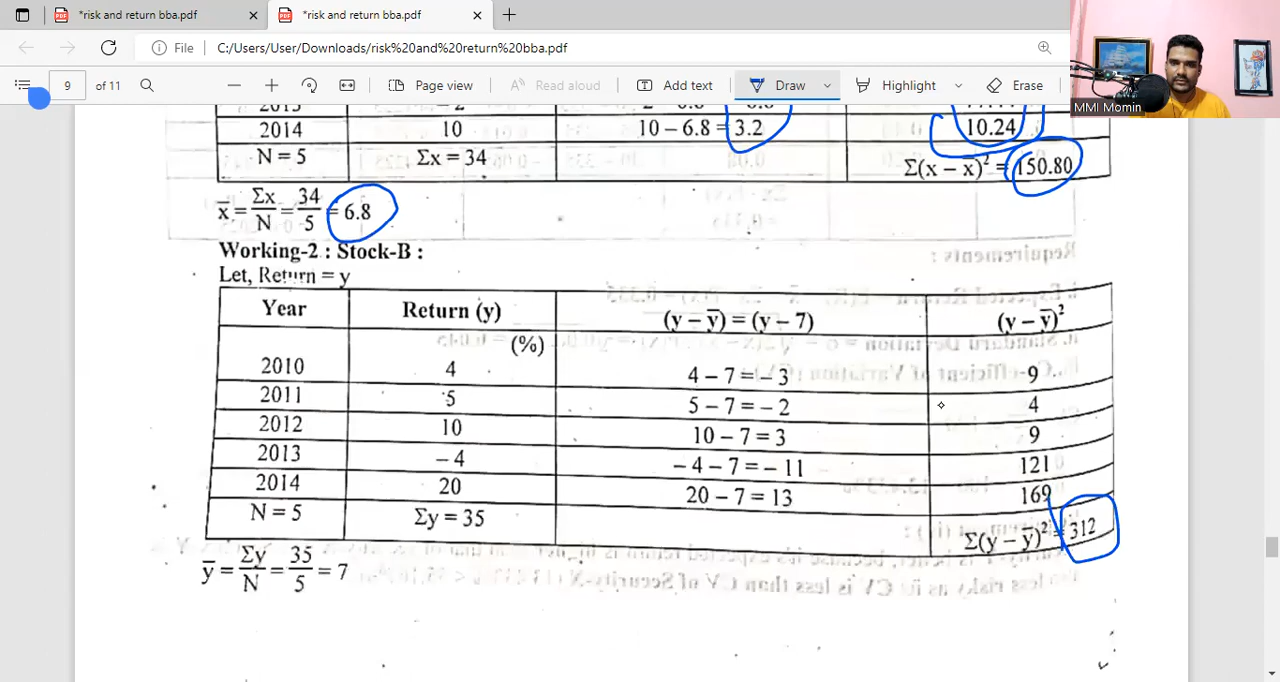 *risk and return bba.pdf
*risk and return bba.pdf
File C:/Users/User/Downloads/risk%20and%20return%20bba.pdf
9 of 11 Page view Read aloud Add text Draw Highlight Erase
MMI Momin
2014 10 10 – 6.8 = 3.2 10.24
N = 5 Σx = 34 Σ(x – x̄)² = 150.80
x̄ = Σx/N = 34/5 = 6.8
Working-2 : Stock-B :
Let, Return = y
Year Return (y) (y – ȳ) = (y – 7) (y – ȳ)²
(%)
2010 4 4 – 7 = – 3 9
2011 5 5 – 7 = – 2 4
2012 10 10 – 7 = 3 9
2013 – 4 – 4 – 7 = – 11 121
2014 20 20 – 7 = 13 169
N = 5 Σy = 35 Σ(y – ȳ)² = 312
ȳ = Σy/N = 35/5 = 7